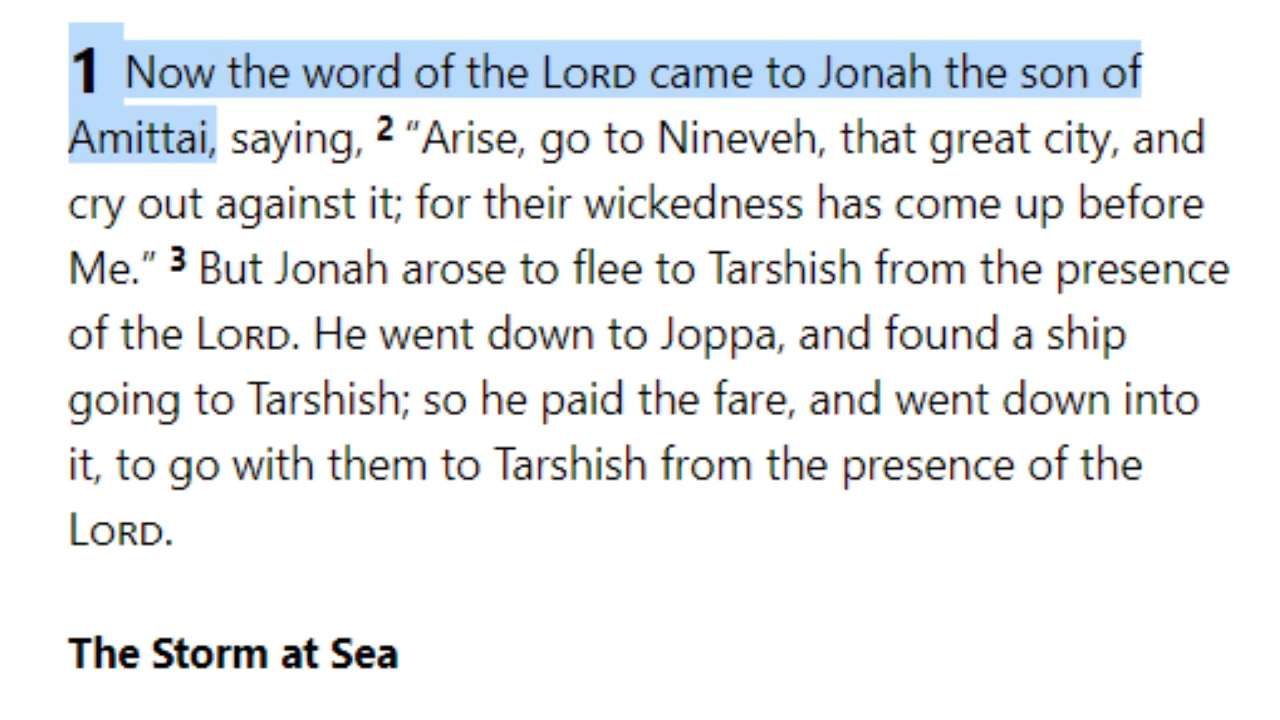 1 Now the word of the LORD came to Jonah the son of
Amittai, saying, 2 “Arise, go to Nineveh, that great city, and
cry out against it; for their wickedness has come up before
Me.” 3 But Jonah arose to flee to Tarshish from the presence
of the LORD. He went down to Joppa, and found a ship
going to Tarshish; so he paid the fare, and went down into
it, to go with them to Tarshish from the presence of the
LORD.
The Storm at Sea